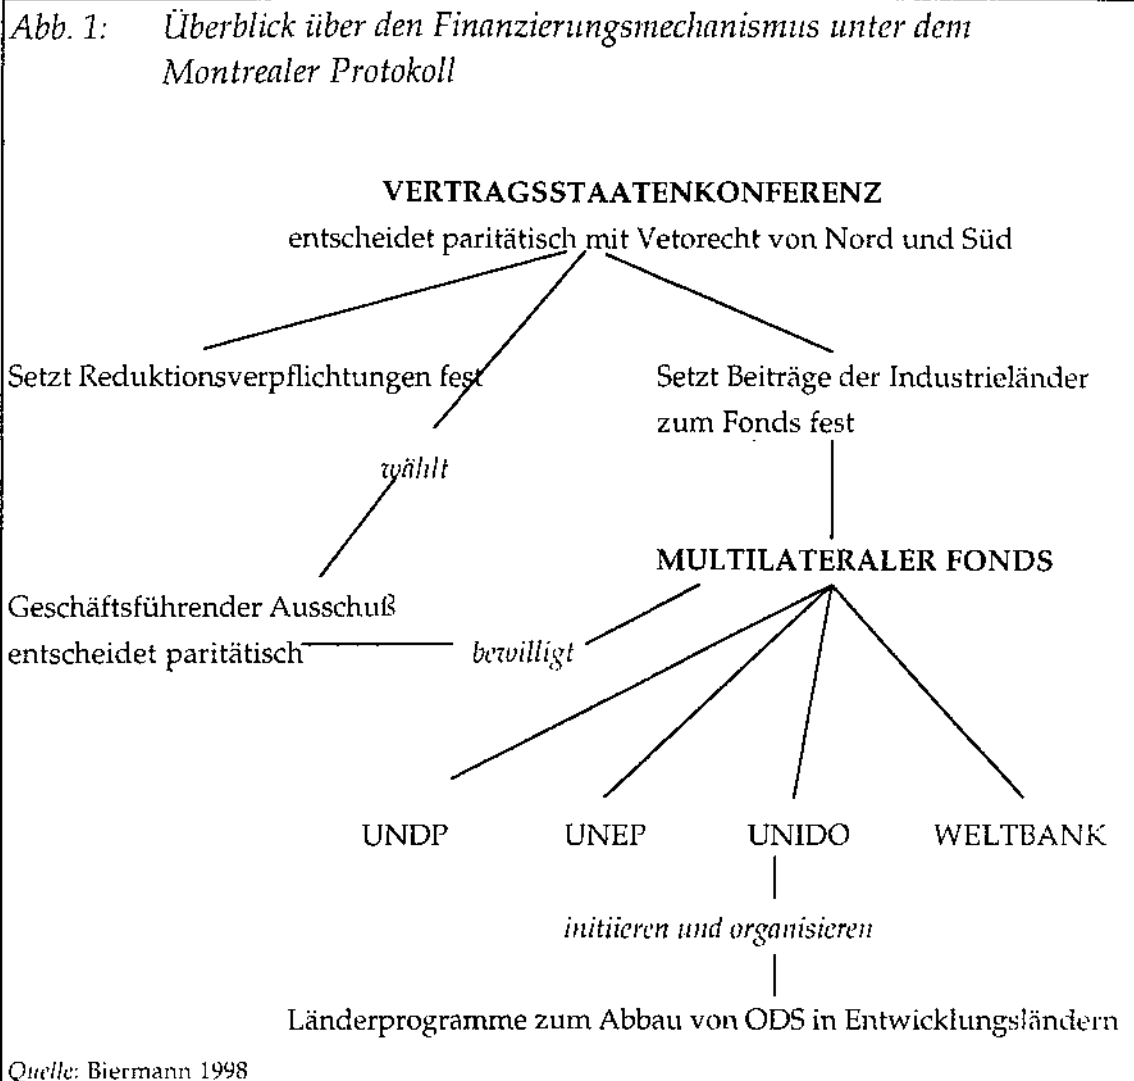 Abb. 1: Überblick über den Finanzierungsmechanismus unter dem
Montrealer Protokoll
VERTRAGSSTAATENKONFERENZ
entscheidet paritätisch mit Vetorecht von Nord und Süd
Setzt Reduktionsverpflichtungen fest
Setzt Beiträge der Industrieländer
zum Fonds fest
wählt
MULTILATERALER FONDS
Geschäftsführender Ausschuß
entscheidet paritätisch
bewilligt
UNDP UNEP UNIDO WELTBANK
initiieren und organisieren
Länderprogramme zum Abbau von ODS in Entwicklungsländern
Quelle: Biermann 1998